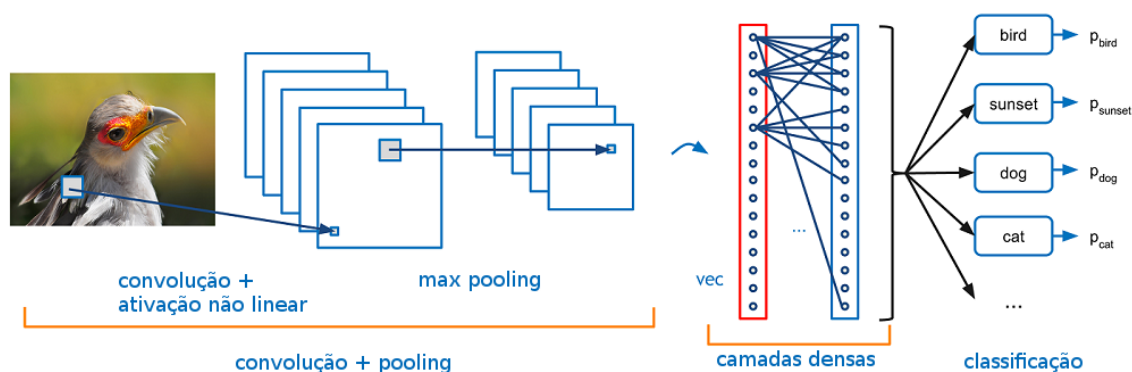 convolução +
ativação não linear
max pooling
convolução + pooling
vec
...
camadas densas
bird
p_bird
sunset
p_sunset
dog
p_dog
cat
p_cat
...
classificação